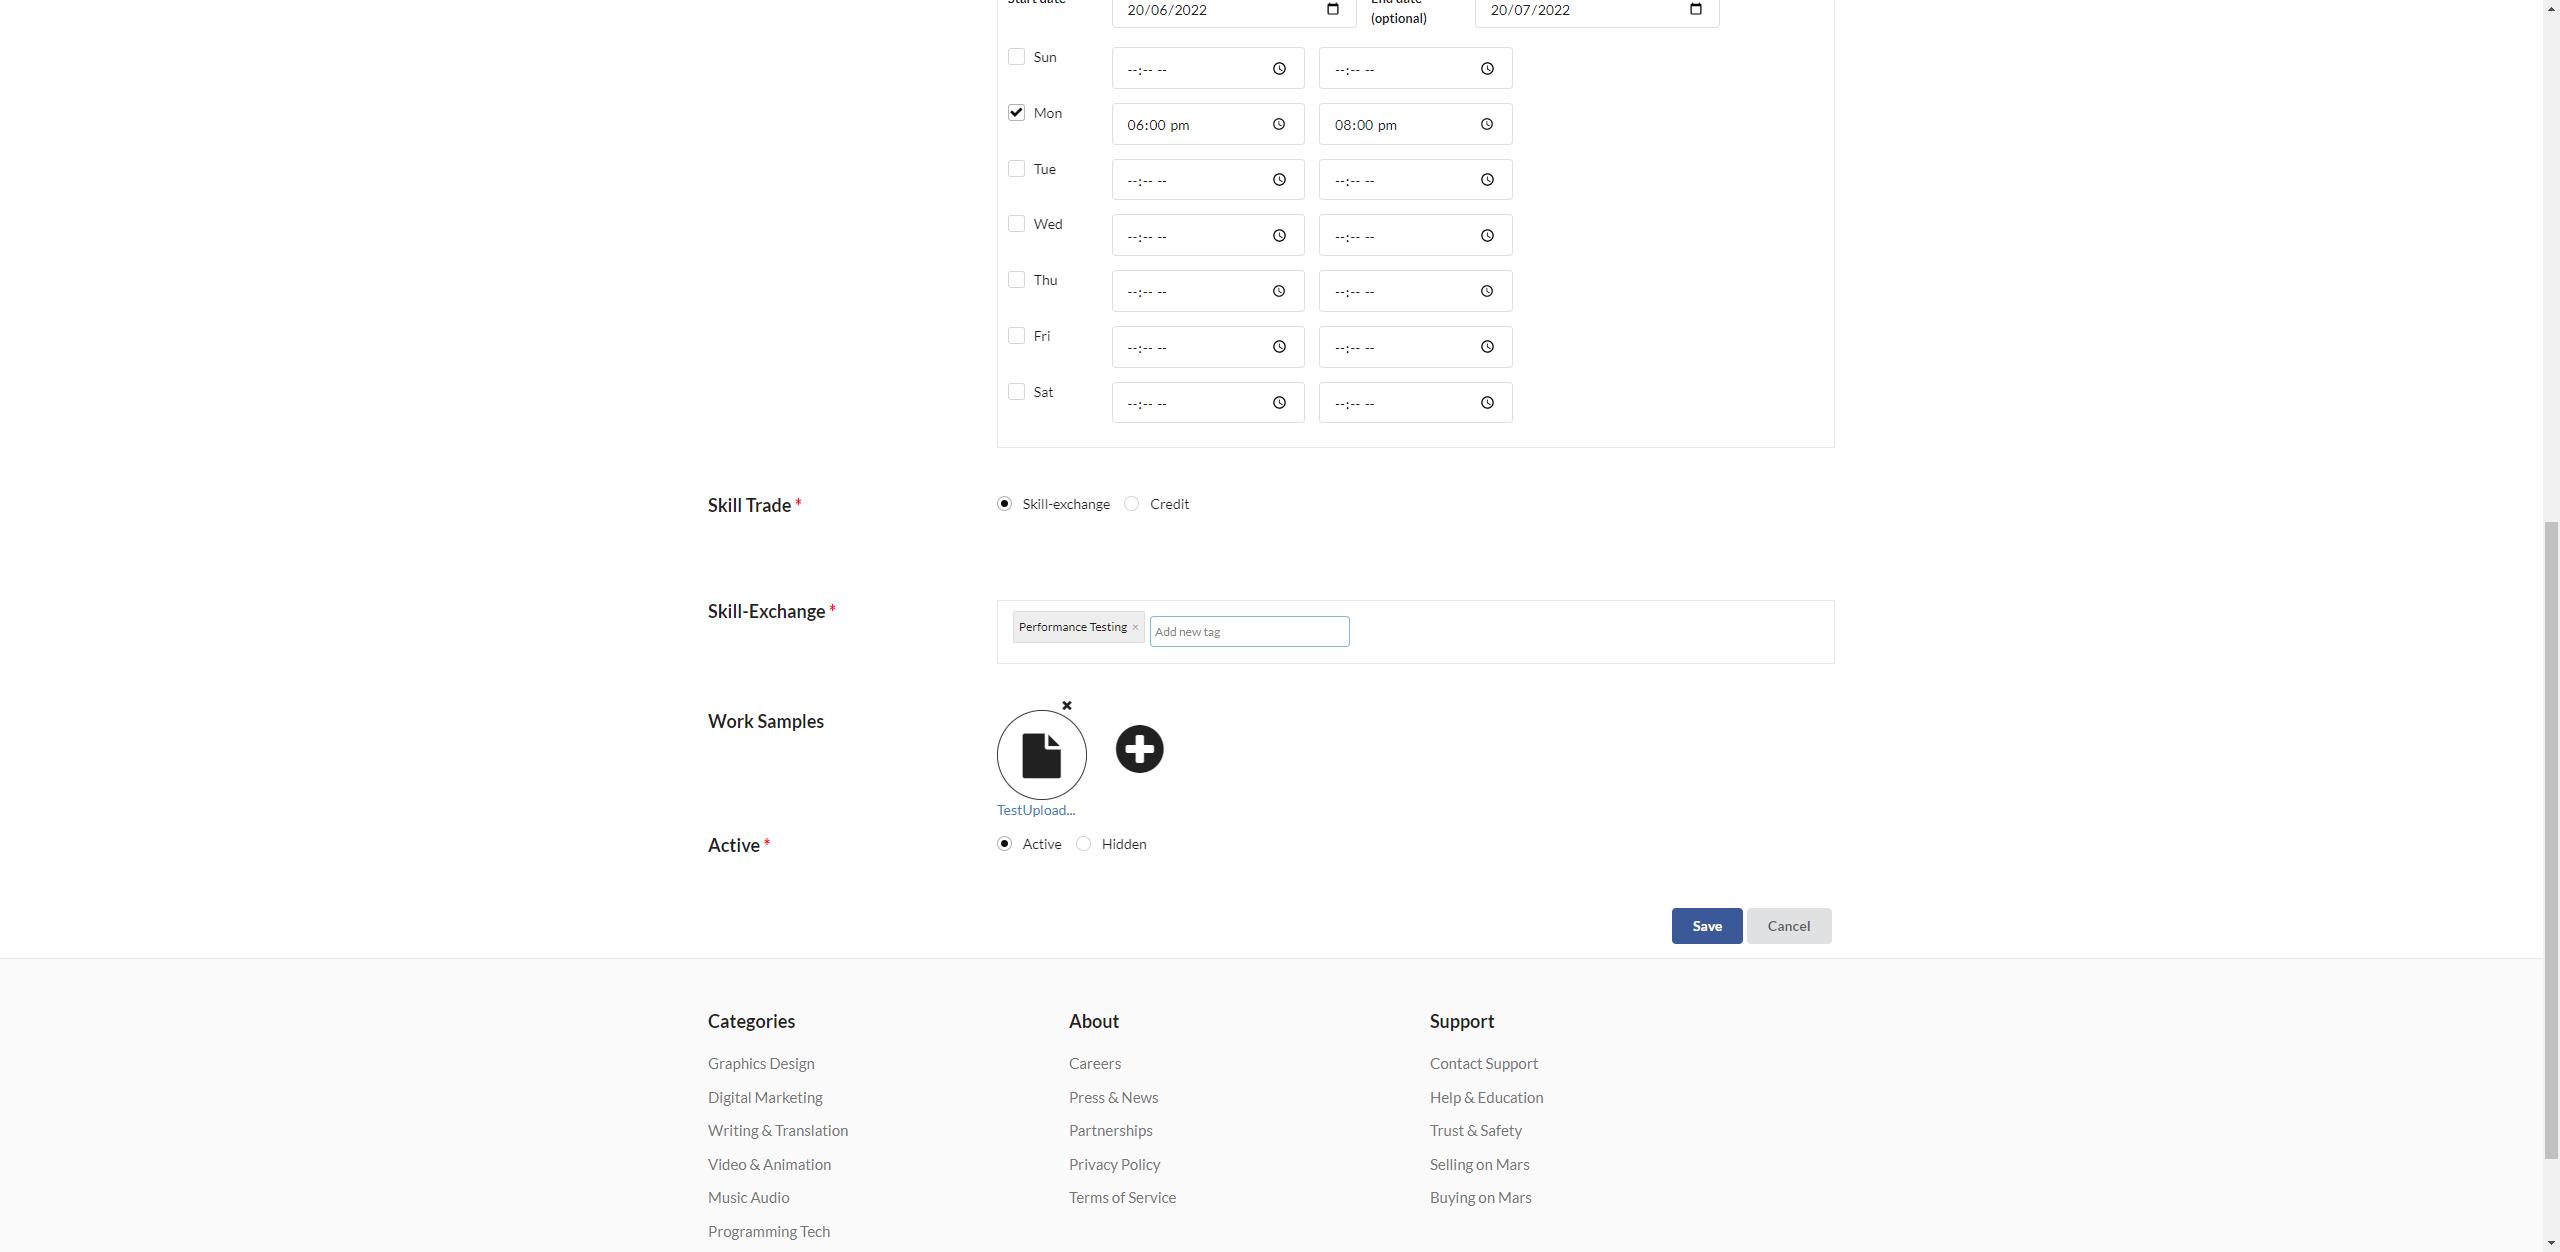 Start date 20/06/2022 End date
(optional) 20/07/2022
Sun --:-- -- --:-- --
Mon 06:00 pm 08:00 pm
Tue --:-- -- --:-- --
Wed --:-- -- --:-- --
Thu --:-- -- --:-- --
Fri --:-- -- --:-- --
Sat --:-- -- --:-- --
Skill Trade * Skill-exchange Credit
Skill-Exchange * Performance Testing × Add new tag
Work Samples
TestUpload...
Active * Active Hidden
Save Cancel
Categories
Graphics Design
Digital Marketing
Writing & Translation
Video & Animation
Music Audio
Programming Tech
About
Careers
Press & News
Partnerships
Privacy Policy
Terms of Service
Support
Contact Support
Help & Education
Trust & Safety
Selling on Mars
Buying on Mars